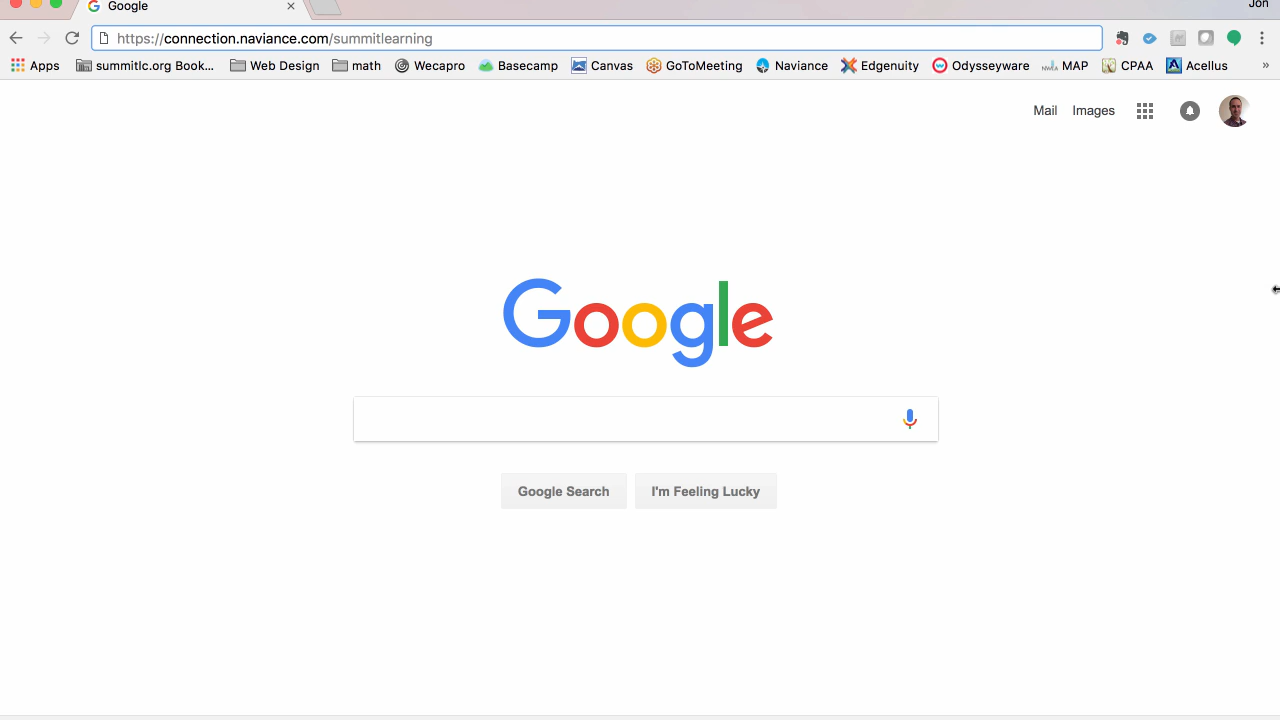 Google
Jon
https://connection.naviance.com/summitlearning
Apps summitlc.org Book... Web Design math Wecapro Basecamp Canvas GoToMeeting Naviance Edgenuity Odysseyware MAP CPAA Acellus »
Mail Images
Google
Google Search I'm Feeling Lucky